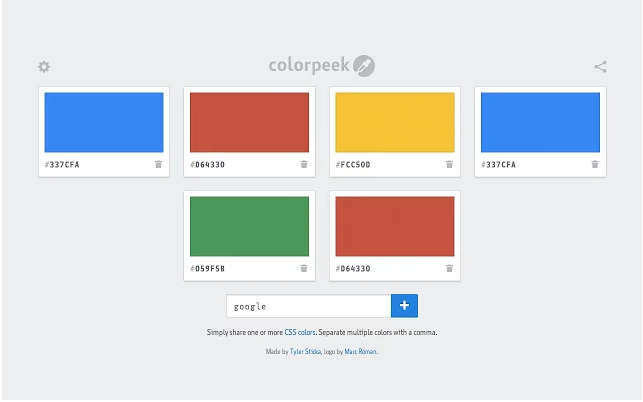 colorpeek
#337CFA
#D64330
#FCC50D
#337CFA
#059F5B
#D64330
google
+
Simply share one or more CSS colors. Separate multiple colors with a comma.
Made by Tyler Sticka, logo by Marc Roman.